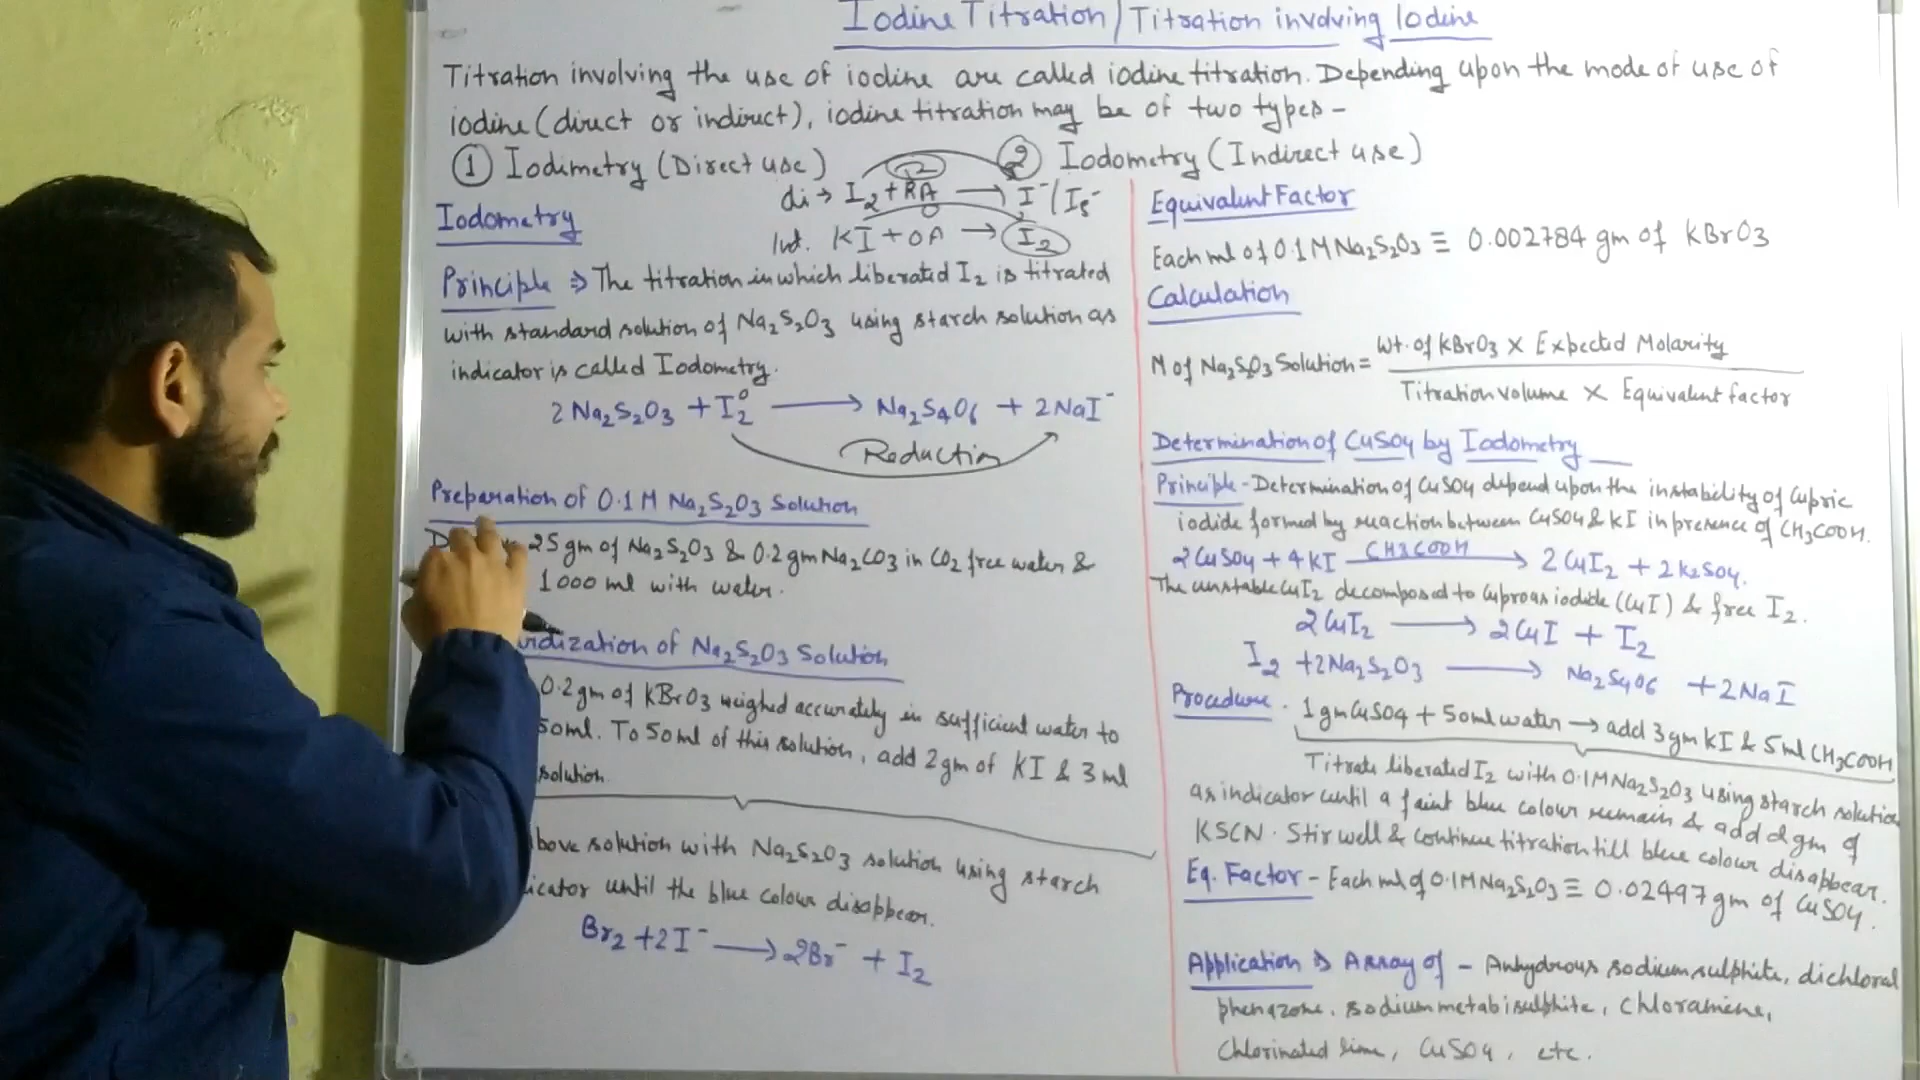 Iodine Titration/Titration involving Iodine
Titration involving the use of iodine are called iodine titration. Depending upon the mode of use of
iodine (direct or indirect), iodine titration may be of two types -
① Iodimetry (Direct use)
② Iodometry (Indirect use)
di → I2 + RA → I⁻/I3⁻
Ind. KI + OA → I2
Iodometry
Principle ⇒ The titration in which liberated I2 is titrated
with standard solution of Na2S2O3 using starch solution as
indicator is called Iodometry.
2Na2S2O3 + I2⁰ → Na2S4O6 + 2NaI⁻
Reduction
Preparation of 0.1 M Na2S2O3 Solution
25 gm of Na2S2O3 & 0.2 gm Na2CO3 in CO2 free water &
1000 ml with water.
rdization of Na2S2O3 Solution
0.2 gm of KBrO3 weighed accurately in sufficient water to
50ml. To 50 ml of this solution, add 2 gm of KI & 3 ml
solution.
bove solution with Na2S2O3 solution using starch
icator until the blue colour disappear.
Br2 + 2I⁻ → 2Br⁻ + I2
Equivalent Factor
Each ml of 0.1 M Na2S2O3 ≡ 0.002784 gm of KBrO3
Calculation
M of Na2S2O3 Solution = Wt. of KBrO3 × Expected Molarity
Titration volume × Equivalent factor
Determination of CuSO4 by Iodometry
Principle - Determination of CuSO4 depend upon the instability of Cupric
iodide formed by reaction between CuSO4 & KI in presence of CH3COOH.
2CuSO4 + 4KI CH3COOH → 2CuI2 + 2K2SO4.
The unstable CuI2 decomposed to Cuprous iodide (CuI) & free I2.
2CuI2 → 2CuI + I2
I2 + 2Na2S2O3 → Na2S4O6 + 2NaI
Procedure - 1 gm CuSO4 + 50ml water → add 3 gm KI & 5 ml CH3COOH
Titrate liberated I2 with 0.1M Na2S2O3 using starch solution
as indicator until a faint blue colour remain & add 2 gm of
KSCN. Stir well & continue titration till blue colour disappear.
Eq. Factor - Each ml of 0.1M Na2S2O3 ≡ 0.02497 gm of CuSO4.
Application ⇒ Array of - Anhydrous sodium sulphite, dichloral
phenazone, sodium metabisulphite, Chloramine,
Chlorinated lime, CuSO4, etc.